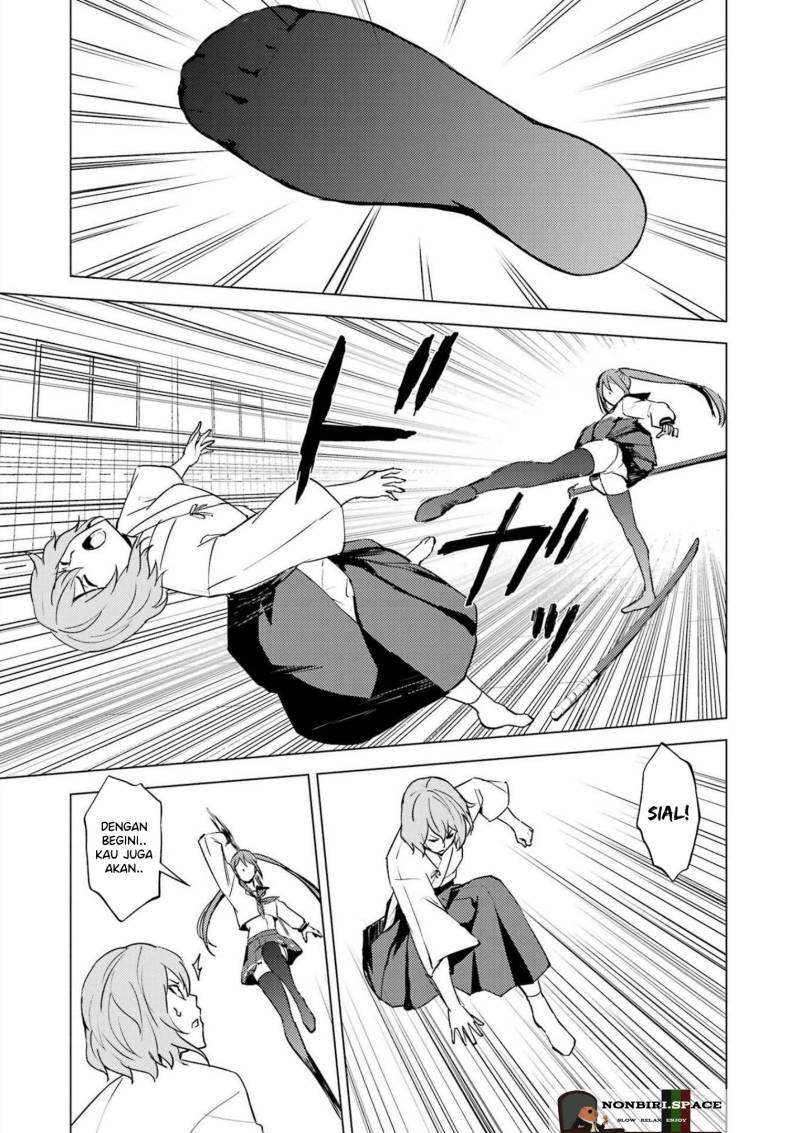 ドガッ
SIAL!
DENGAN
BEGINI..
KAU JUGA
AKAN..
NONBIRI.SPACE
SLOW RELAX ENJOY